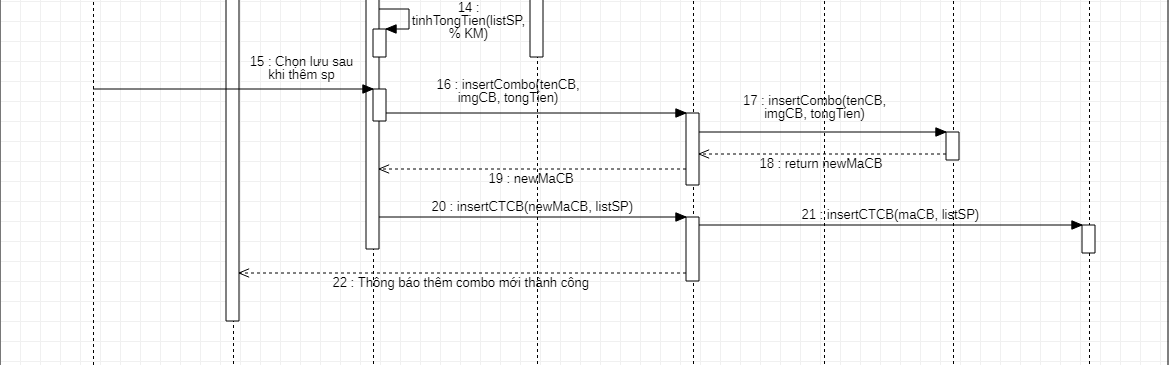 14 :
tinhTongTien(listSP,
% KM)
15 : Chọn lưu sau
khi thêm sp
16 : insertCombo(tenCB,
imgCB, tongTien)
17 : insertCombo(tenCB,
imgCB, tongTien)
18 : return newMaCB
19 : newMaCB
20 : insertCTCB(newMaCB, listSP)
21 : insertCTCB(maCB, listSP)
22 : Thông báo thêm combo mới thành công